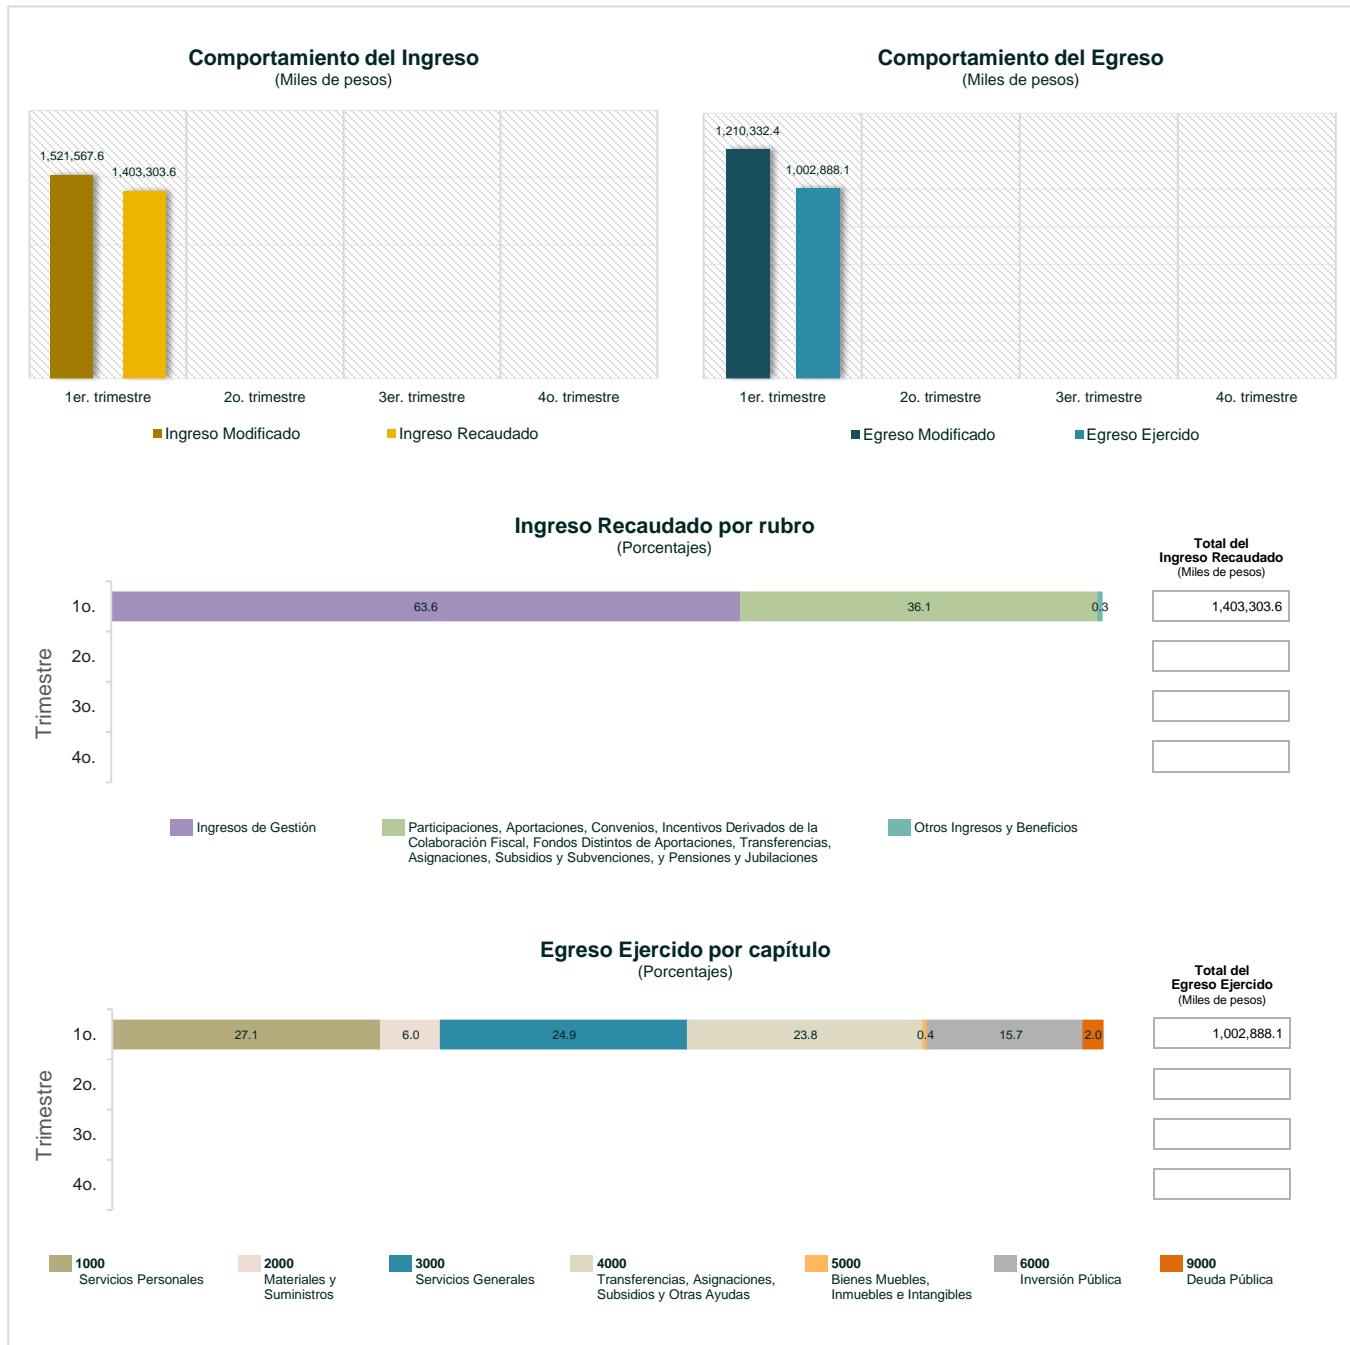 Comportamiento del Ingreso
(Miles de pesos)
1,521,567.6
1,403,303.6
1er. trimestre
2o. trimestre
3er. trimestre
4o. trimestre
Ingreso Modificado
Ingreso Recaudado
Comportamiento del Egreso
(Miles de pesos)
1,210,332.4
1,002,888.1
1er. trimestre
2o. trimestre
3er. trimestre
4o. trimestre
Egreso Modificado
Egreso Ejercido
Ingreso Recaudado por rubro
(Porcentajes)
Total del
Ingreso Recaudado
(Miles de pesos)
Trimestre
1o.
63.6
36.1
0.3
1,403,303.6
2o.
3o.
4o.
Ingresos de Gestión
Participaciones, Aportaciones, Convenios, Incentivos Derivados de la
Colaboración Fiscal, Fondos Distintos de Aportaciones, Transferencias,
Asignaciones, Subsidios y Subvenciones, y Pensiones y Jubilaciones
Otros Ingresos y Beneficios
Egreso Ejercido por capítulo
(Porcentajes)
Total del
Egreso Ejercido
(Miles de pesos)
Trimestre
1o.
27.1
6.0
24.9
23.8
0.4
15.7
2.0
1,002,888.1
2o.
3o.
4o.
1000
Servicios Personales
2000
Materiales y
Suministros
3000
Servicios Generales
4000
Transferencias, Asignaciones,
Subsidios y Otras Ayudas
5000
Bienes Muebles,
Inmuebles e Intangibles
6000
Inversión Pública
9000
Deuda Pública